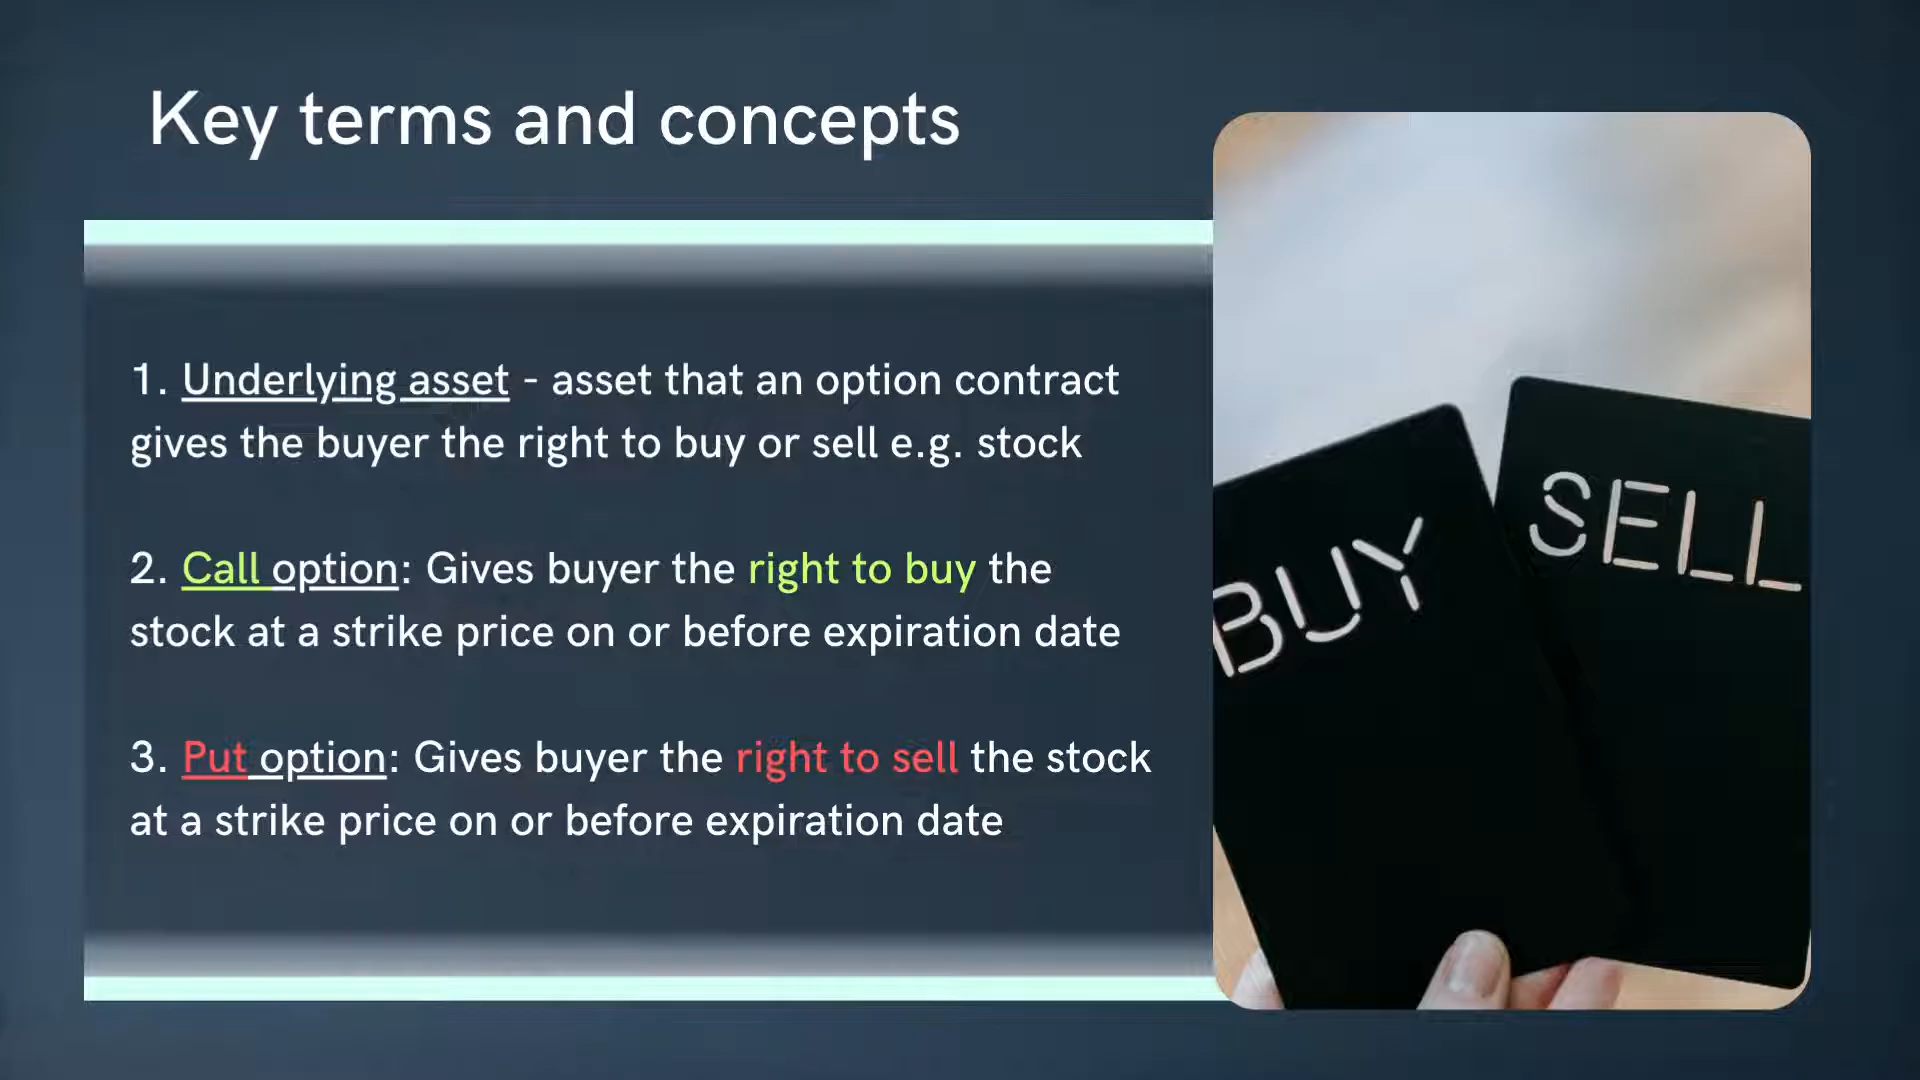 Key terms and concepts
1. Underlying asset - asset that an option contract
gives the buyer the right to buy or sell e.g. stock
2. Call option: Gives buyer the right to buy the
stock at a strike price on or before expiration date
3. Put option: Gives buyer the right to sell the stock
at a strike price on or before expiration date
BUY
SELL